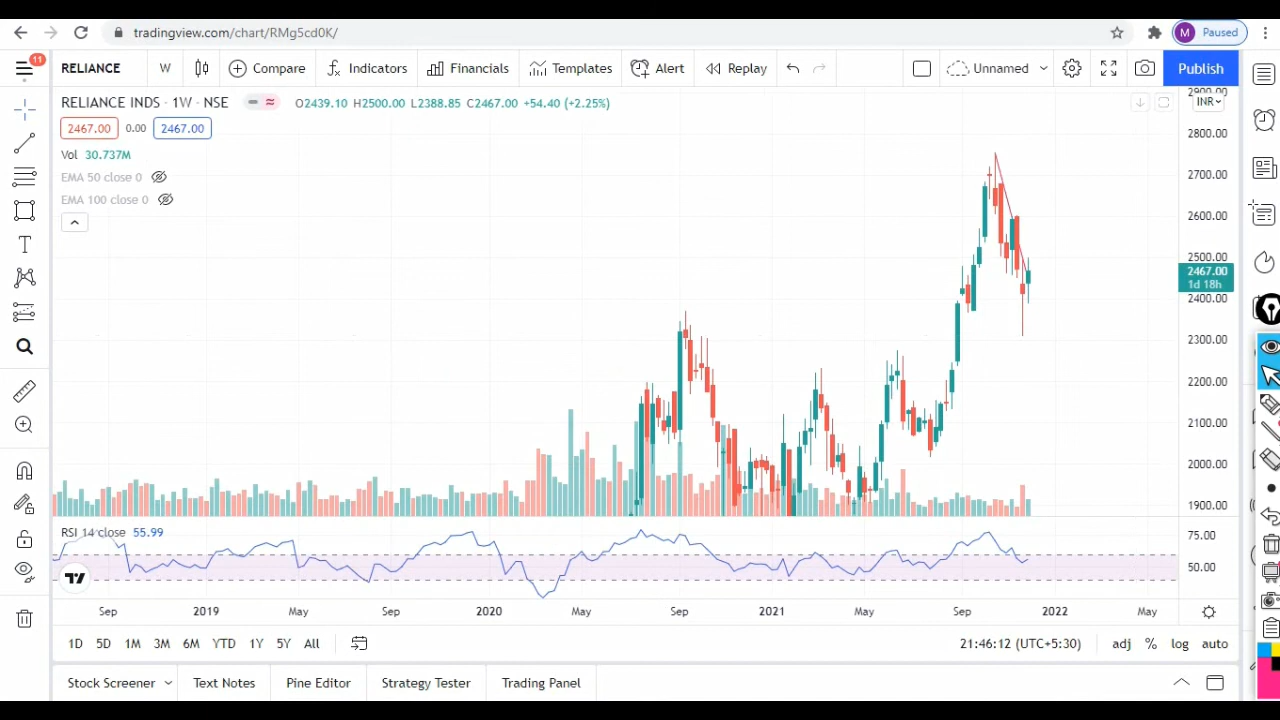 tradingview.com/chart/RMg5cd0K/
M Paused
11
RELIANCE W Compare Indicators Financials Templates Alert Replay Unnamed Publish
RELIANCE INDS · 1W · NSE O2439.10 H2500.00 L2388.85 C2467.00 +54.40 (+2.25%)
2467.00 0.00 2467.00
Vol 30.737M
EMA 50 close 0
EMA 100 close 0
2900.00
INR
2800.00
2700.00
2600.00
2500.00
2467.00
1d 18h
2400.00
2300.00
2200.00
2100.00
2000.00
1900.00
RSI 14 close 55.99
75.00
50.00
Sep 2019 May Sep 2020 May Sep 2021 May Sep 2022 May
1D 5D 1M 3M 6M YTD 1Y 5Y All 21:46:12 (UTC+5:30) adj % log auto
Stock Screener Text Notes Pine Editor Strategy Tester Trading Panel